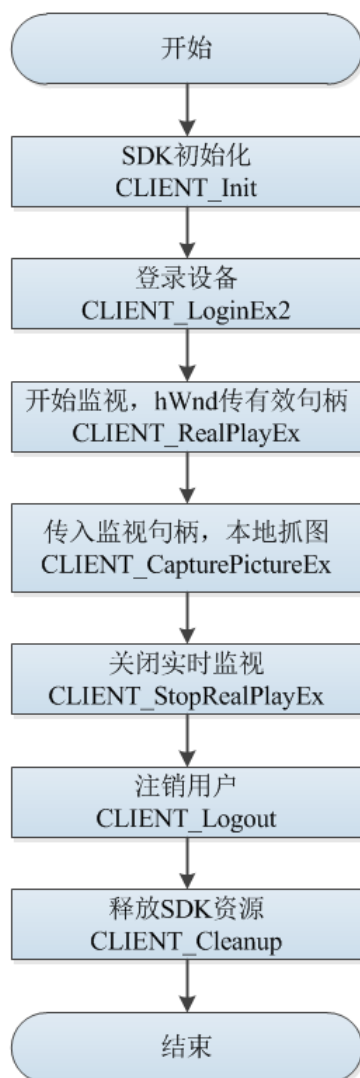 开始
SDK初始化
CLIENT_Init
登录设备
CLIENT_LoginEx2
开始监视，hWnd传有效句柄
CLIENT_RealPlayEx
传入监视句柄，本地抓图
CLIENT_CapturePictureEx
关闭实时监视
CLIENT_StopRealPlayEx
注销用户
CLIENT_Logout
释放SDK资源
CLIENT_Cleanup
结束